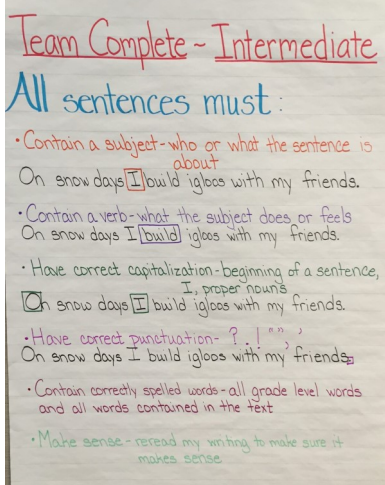 Team Complete ~ Intermediate
All sentences must:
• Contain a subject - who or what the sentence is
about
On snow days I build igloos with my friends.
• Contain a verb - what the subject does or feels
On snow days I build igloos with my friends.
• Have correct capitalization - beginning of a sentence,
I, proper nouns
On snow days I build igloos with my friends.
• Have correct punctuation - ? . ! " " , '
On snow days I build igloos with my friends.
• Contain correctly spelled words - all grade level words
and all words contained in the text
• Make sense - reread my writing to make sure it
makes sense